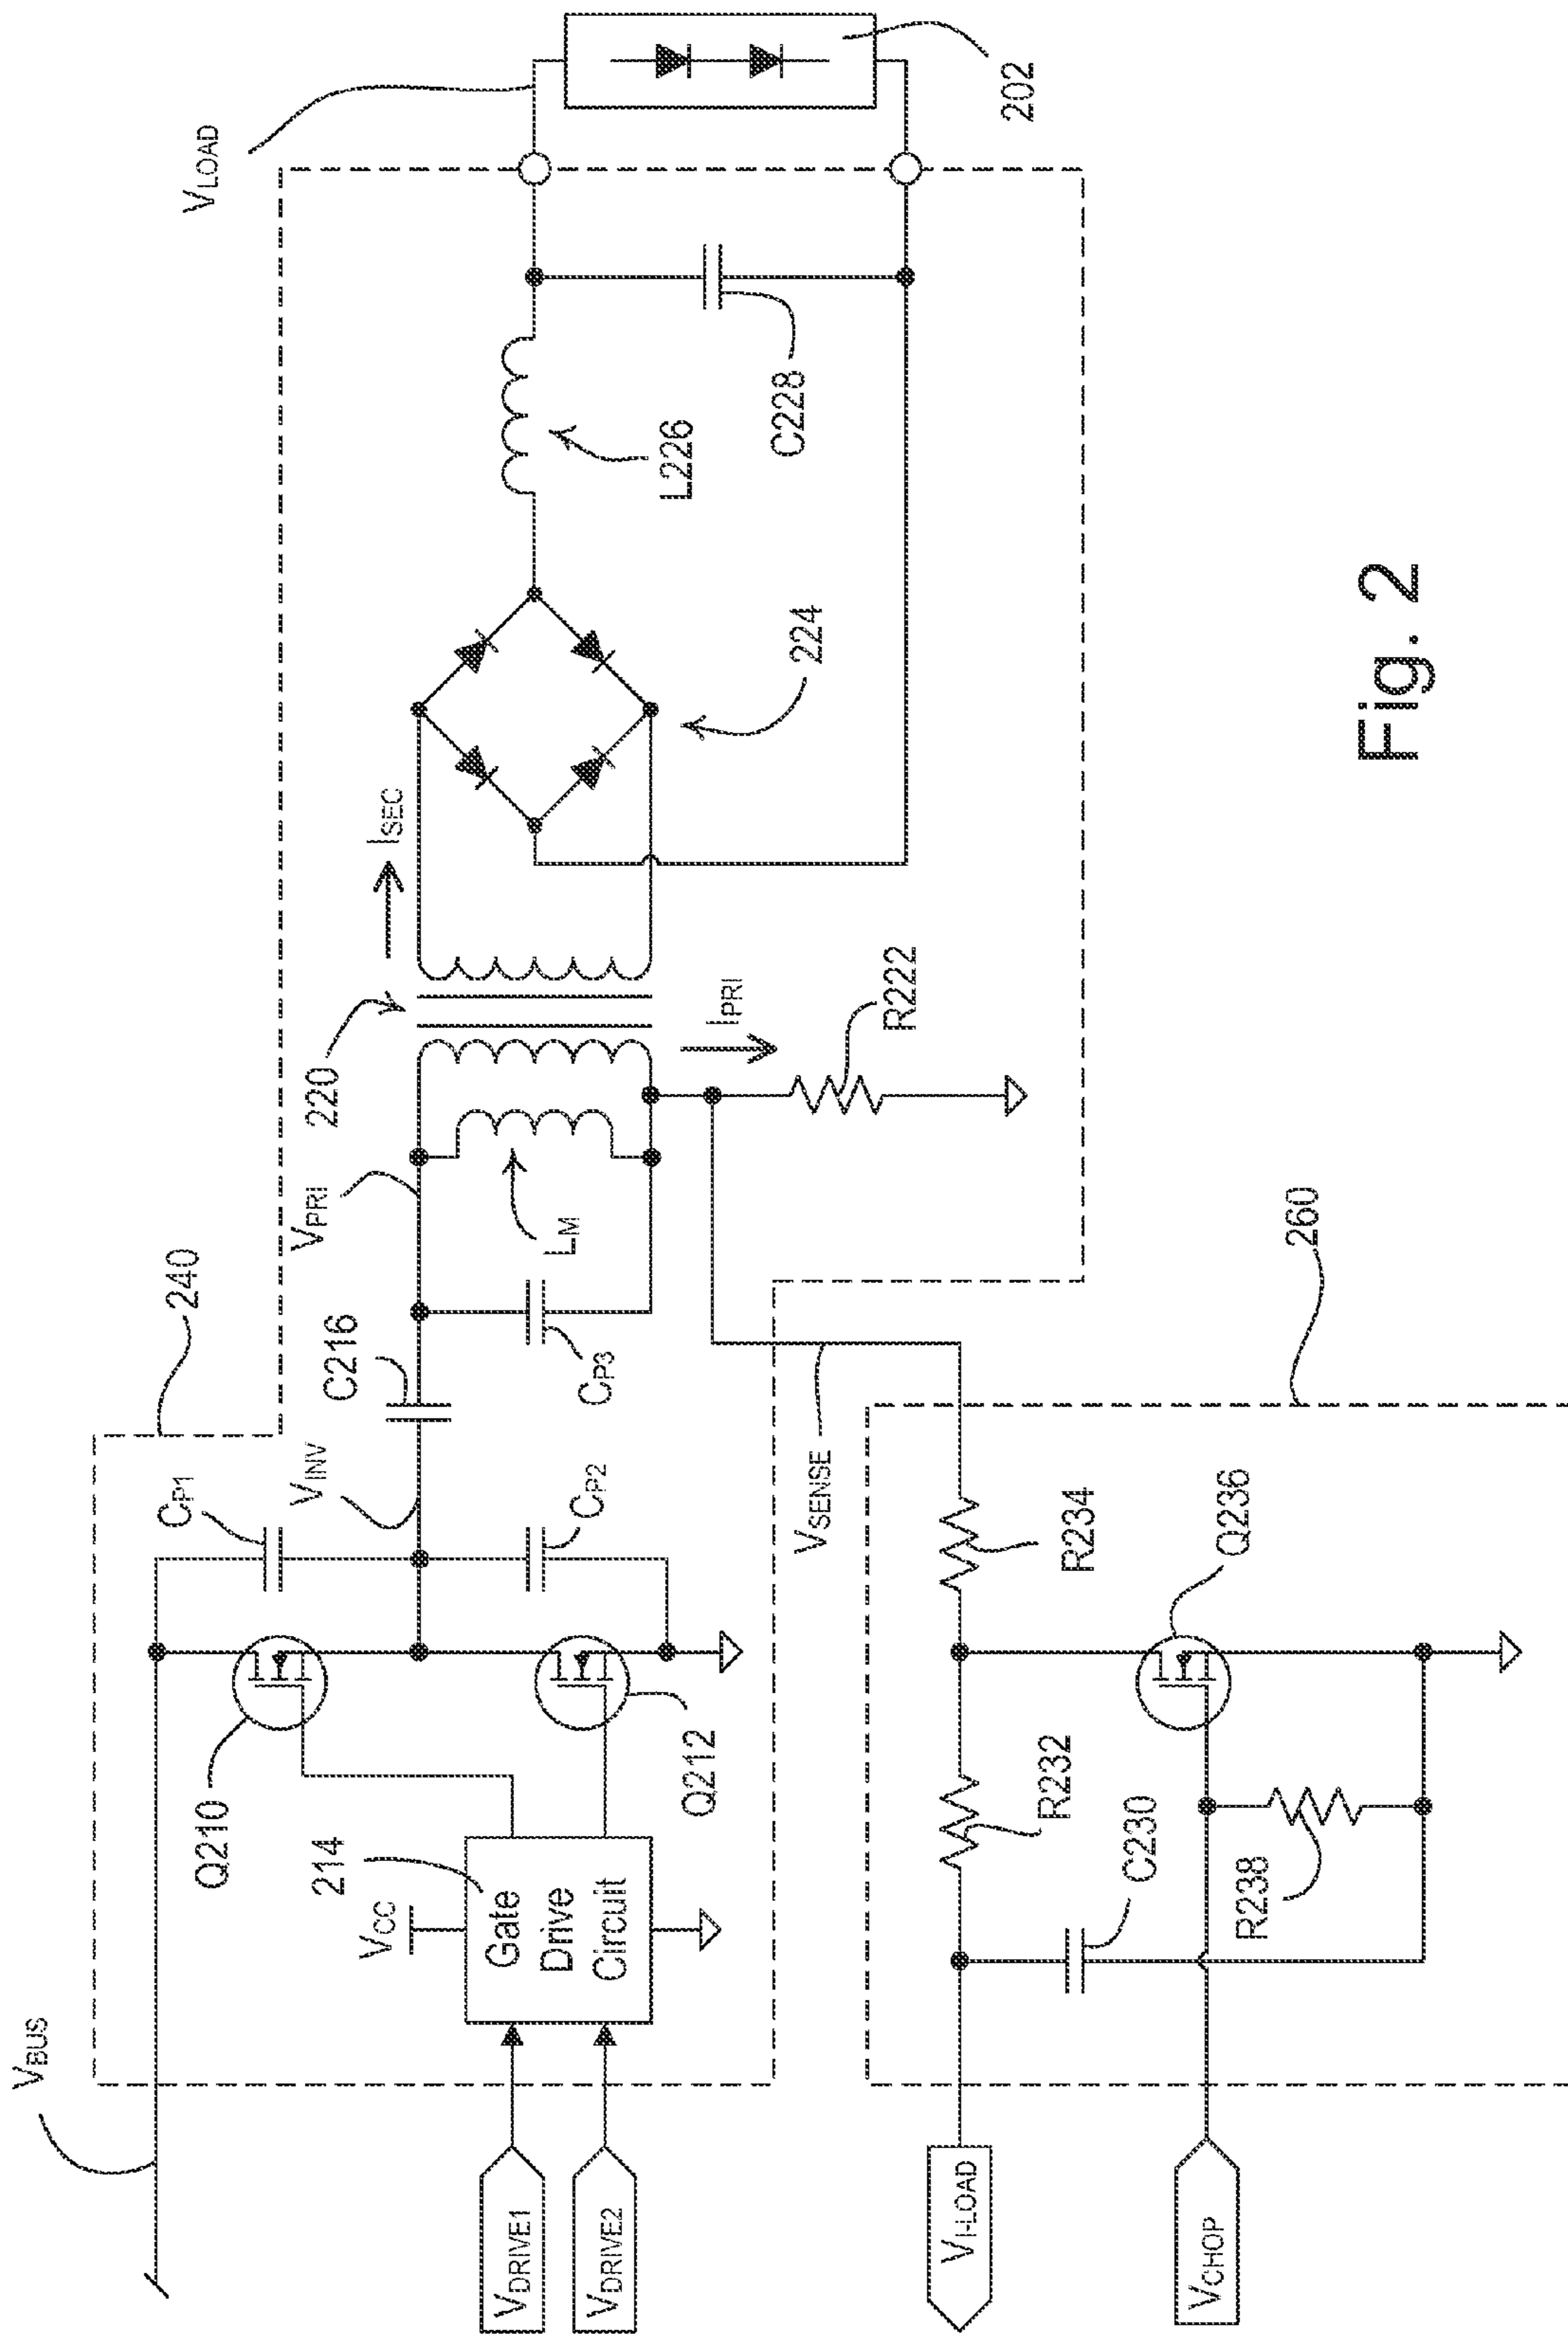 VBUS
240
CP1
Q210
VINV
C216
VPRI
220
ISEC
VLOAD
VCC
214
Gate
Drive
Circuit
Q212
CP2
CP3
LM
IPRI
R222
224
L226
C228
202
VDRIVE1
VDRIVE2
VSENSE
260
R234
R232
Q236
C230
R238
VI-LOAD
VCHOP
Fig. 2